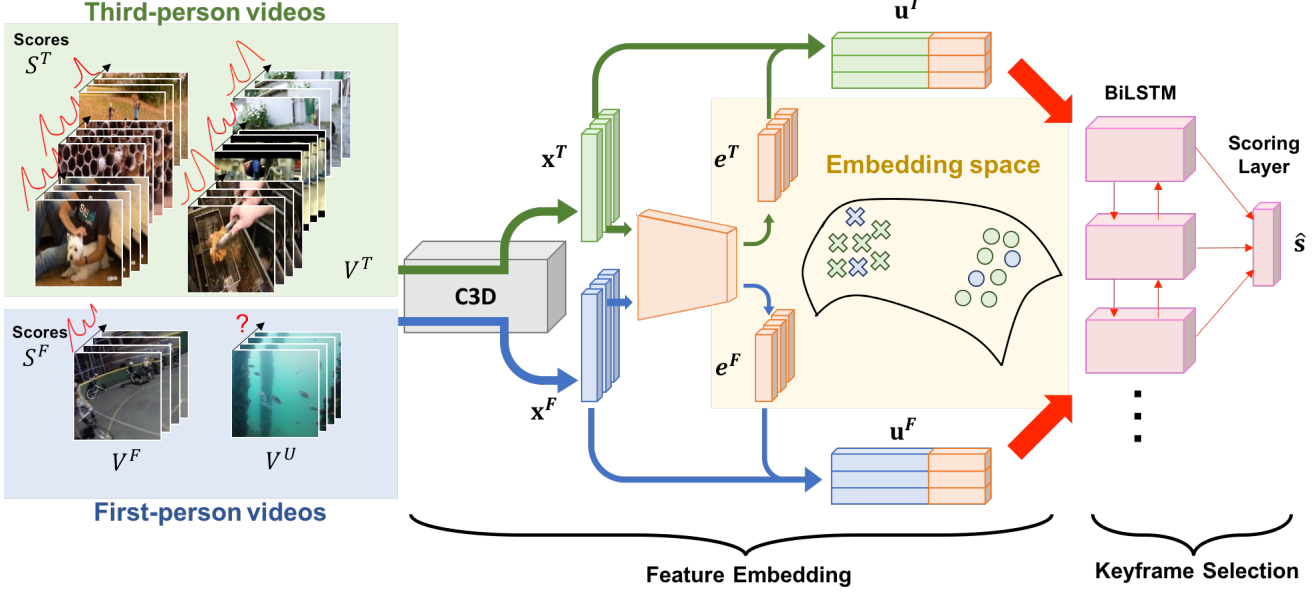 Third-person videos
Scores
S^T
V^T
Scores
S^F
?
V^F
V^U
First-person videos
C3D
x^T
x^F
e^T
e^F
Embedding space
u^T
u^F
BiLSTM
Scoring
Layer
ŝ
Feature Embedding
Keyframe Selection